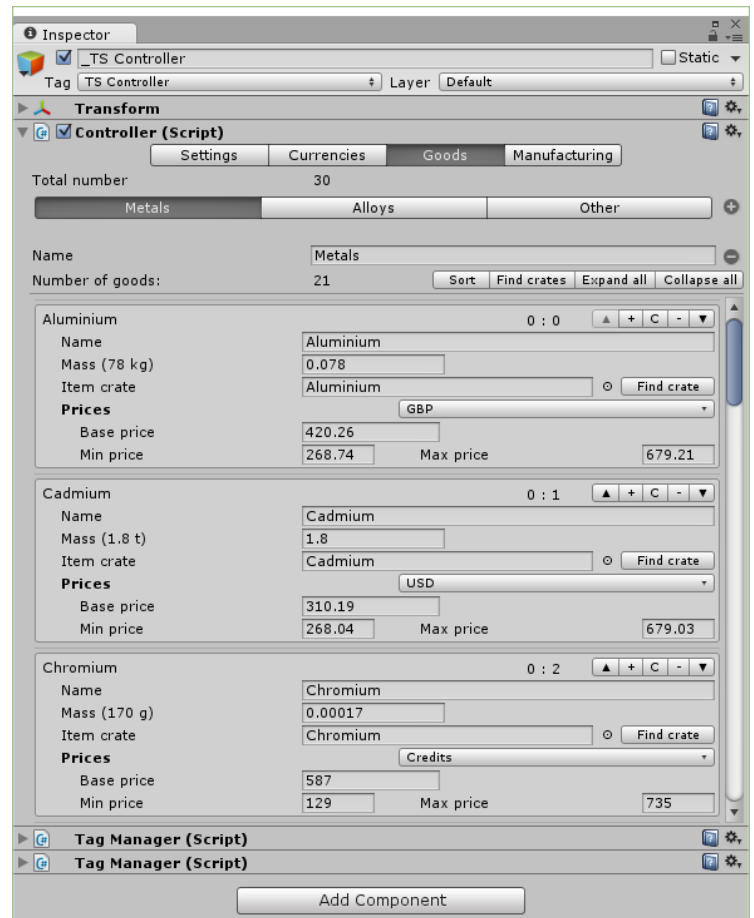 Inspector
_TS Controller Static
Tag TS Controller Layer Default
Transform
Controller (Script)
Settings Currencies Goods Manufacturing
Total number 30
Metals Alloys Other
Name Metals
Number of goods: 21 Sort Find crates Expand all Collapse all
Aluminium 0 : 0 ▲ + C - ▼
Name Aluminium
Mass (78 kg) 0.078
Item crate Aluminium Find crate
Prices GBP
Base price 420.26
Min price 268.74 Max price 679.21
Cadmium 0 : 1 ▲ + C - ▼
Name Cadmium
Mass (1.8 t) 1.8
Item crate Cadmium Find crate
Prices USD
Base price 310.19
Min price 268.04 Max price 679.03
Chromium 0 : 2 ▲ + C - ▼
Name Chromium
Mass (170 g) 0.00017
Item crate Chromium Find crate
Prices Credits
Base price 587
Min price 129 Max price 735
Tag Manager (Script)
Tag Manager (Script)
Add Component